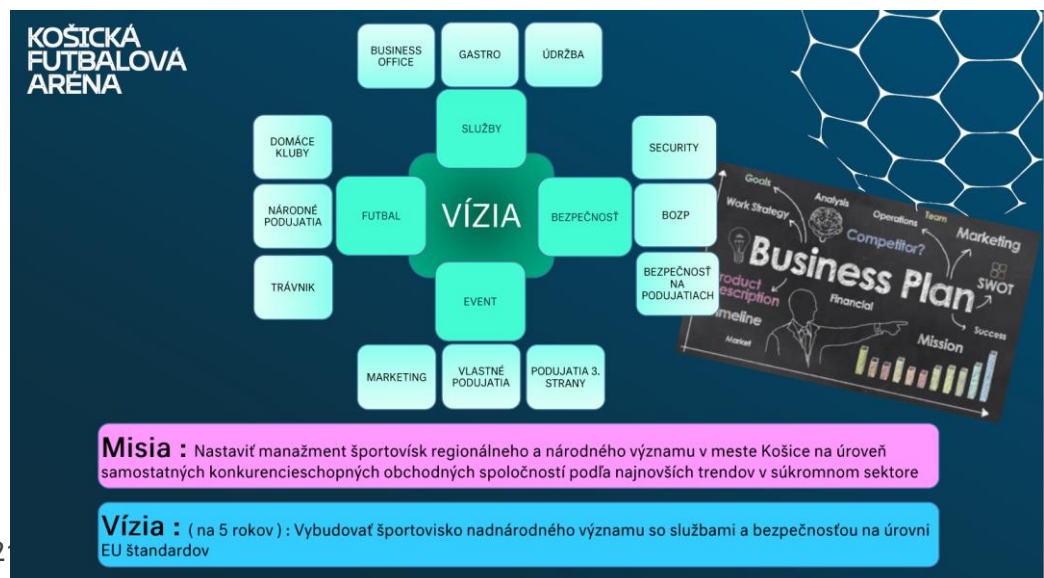 KOŠICKÁ
FUTBALOVÁ
ARÉNA
BUSINESS
OFFICE
GASTRO
ÚDRŽBA
SLUŽBY
DOMÁCE
KLUBY
NÁRODNÉ
PODUJATIA
TRÁVNIK
FUTBAL
VÍZIA
BEZPEČNOSŤ
SECURITY
BOZP
BEZPEČNOSŤ
NA
PODUJATIACH
EVENT
MARKETING
VLASTNÉ
PODUJATIA
PODUJATIA 3.
STRANY
Goals
Analysis
Work Strategy
Operations
Team
Marketing
Competitor?
Business Plan
SWOT
Financial
Success
Mission
Market
Misia : Nastaviť manažment športovísk regionálneho a národného významu v meste Košice na úroveň
samostatných konkurencieschopných obchodných spoločností podľa najnovších trendov v súkromnom sektore
Vízia : ( na 5 rokov ) : Vybudovať športovisko nadnárodného významu so službami a bezpečnosťou na úrovni
EU štandardov